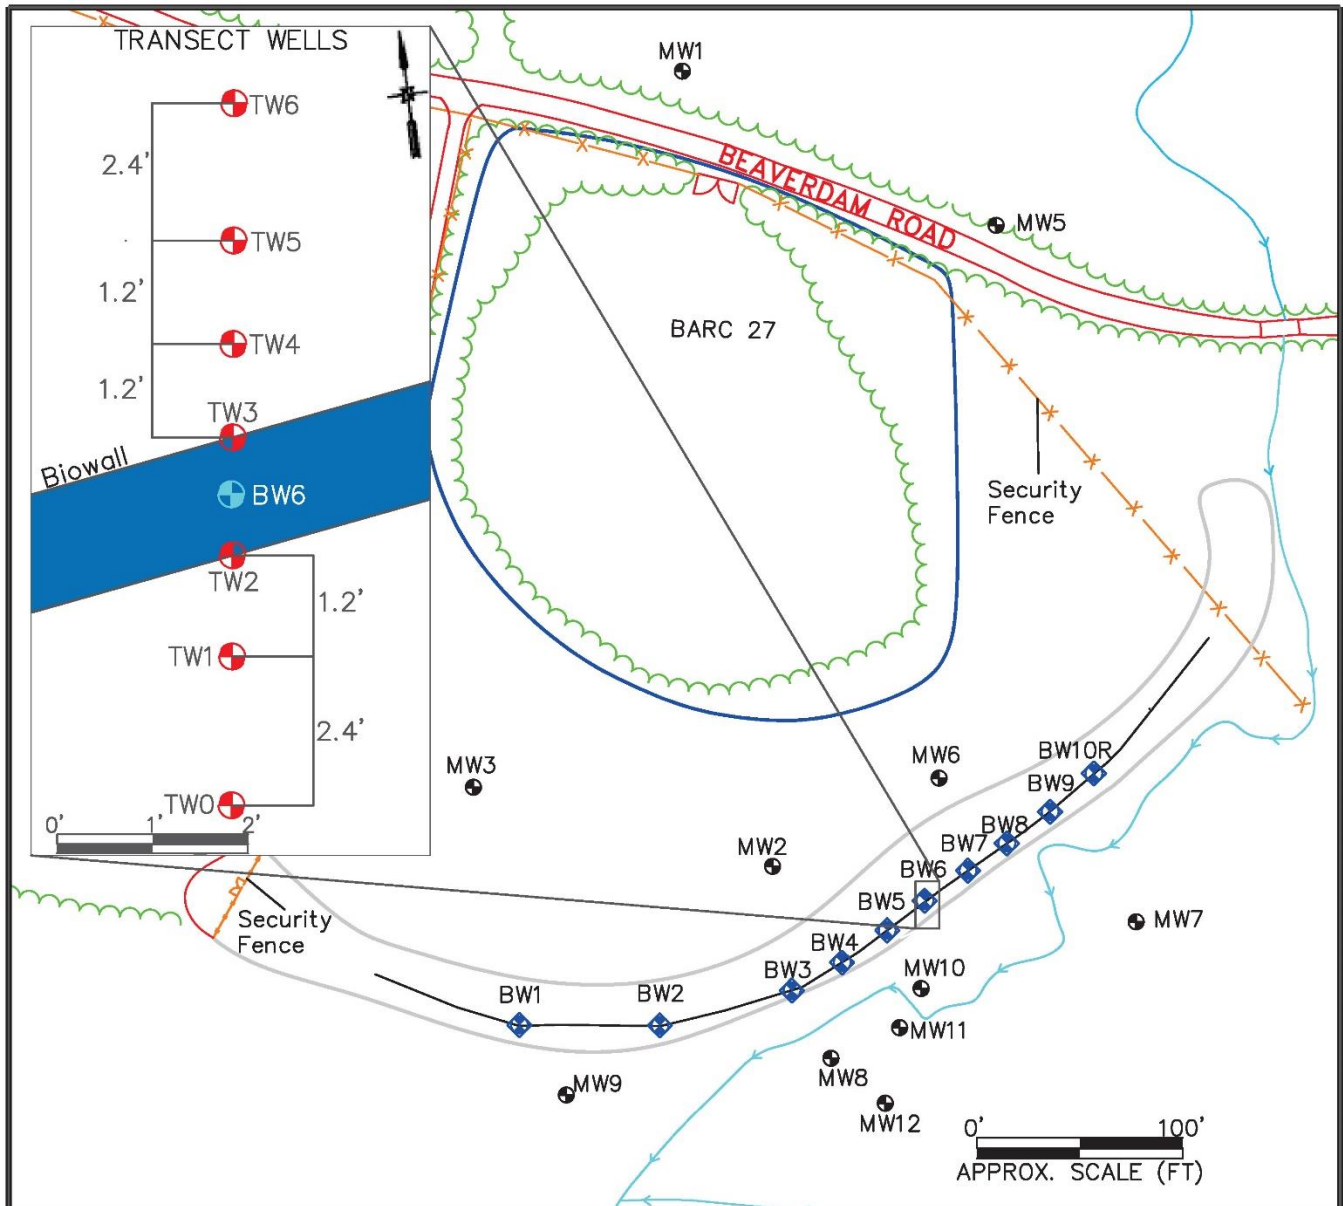 TRANSECT WELLS
TW6
2.4'
TW5
1.2'
TW4
1.2'
TW3
Biowall
BW6
TW2
1.2'
TW1
2.4'
TW0
0'
1'
2'
MW1
BEAVERDAM ROAD
MW5
BARC 27
Security
Fence
MW3
MW6
MW2
BW10R
BW9
BW8
BW7
BW6
BW5
BW4
BW3
BW2
BW1
Security
Fence
MW7
MW10
MW11
MW8
MW9
MW12
0'
100'
APPROX. SCALE (FT)